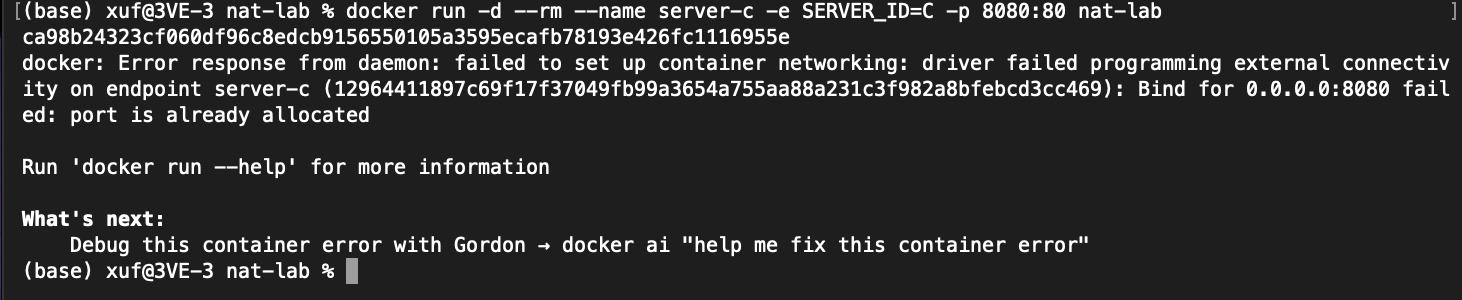 [(base) xuf@3VE-3 nat-lab % docker run -d --rm --name server-c -e SERVER_ID=C -p 8080:80 nat-lab ]
ca98b24323cf060df96c8edcb9156550105a3595ecafb78193e426fc1116955e
docker: Error response from daemon: failed to set up container networking: driver failed programming external connectiv
ity on endpoint server-c (12964411897c69f17f37049fb99a3654a755aa88a231c3f982a8bfebcd3cc469): Bind for 0.0.0.0:8080 fail
ed: port is already allocated
Run 'docker run --help' for more information
What's next:
Debug this container error with Gordon → docker ai "help me fix this container error"
(base) xuf@3VE-3 nat-lab %